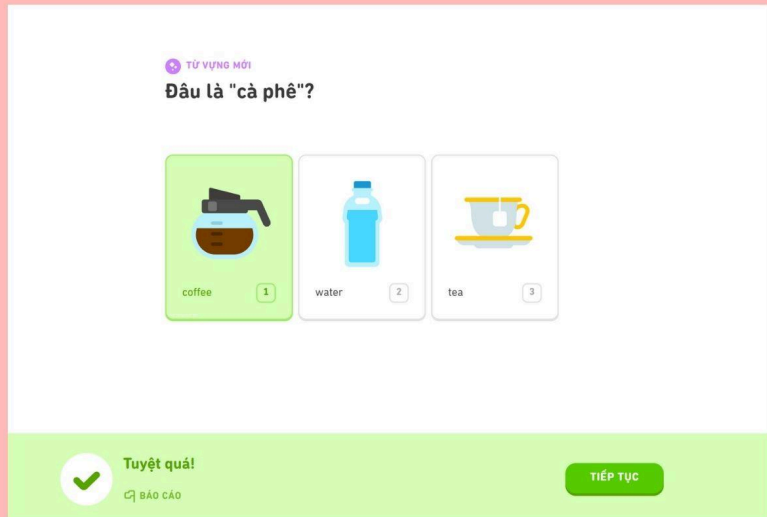 TỪ VỰNG MỚI
Đâu là "cà phê"?
coffee 1
water 2
tea 3
Tuyệt quá!
BÁO CÁO
TIẾP TỤC